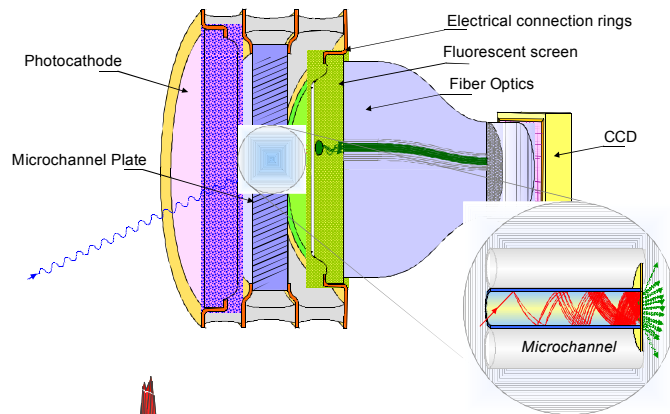 Electrical connection rings
Fluorescent screen
Photocathode
Fiber Optics
CCD
Microchannel Plate
Microchannel